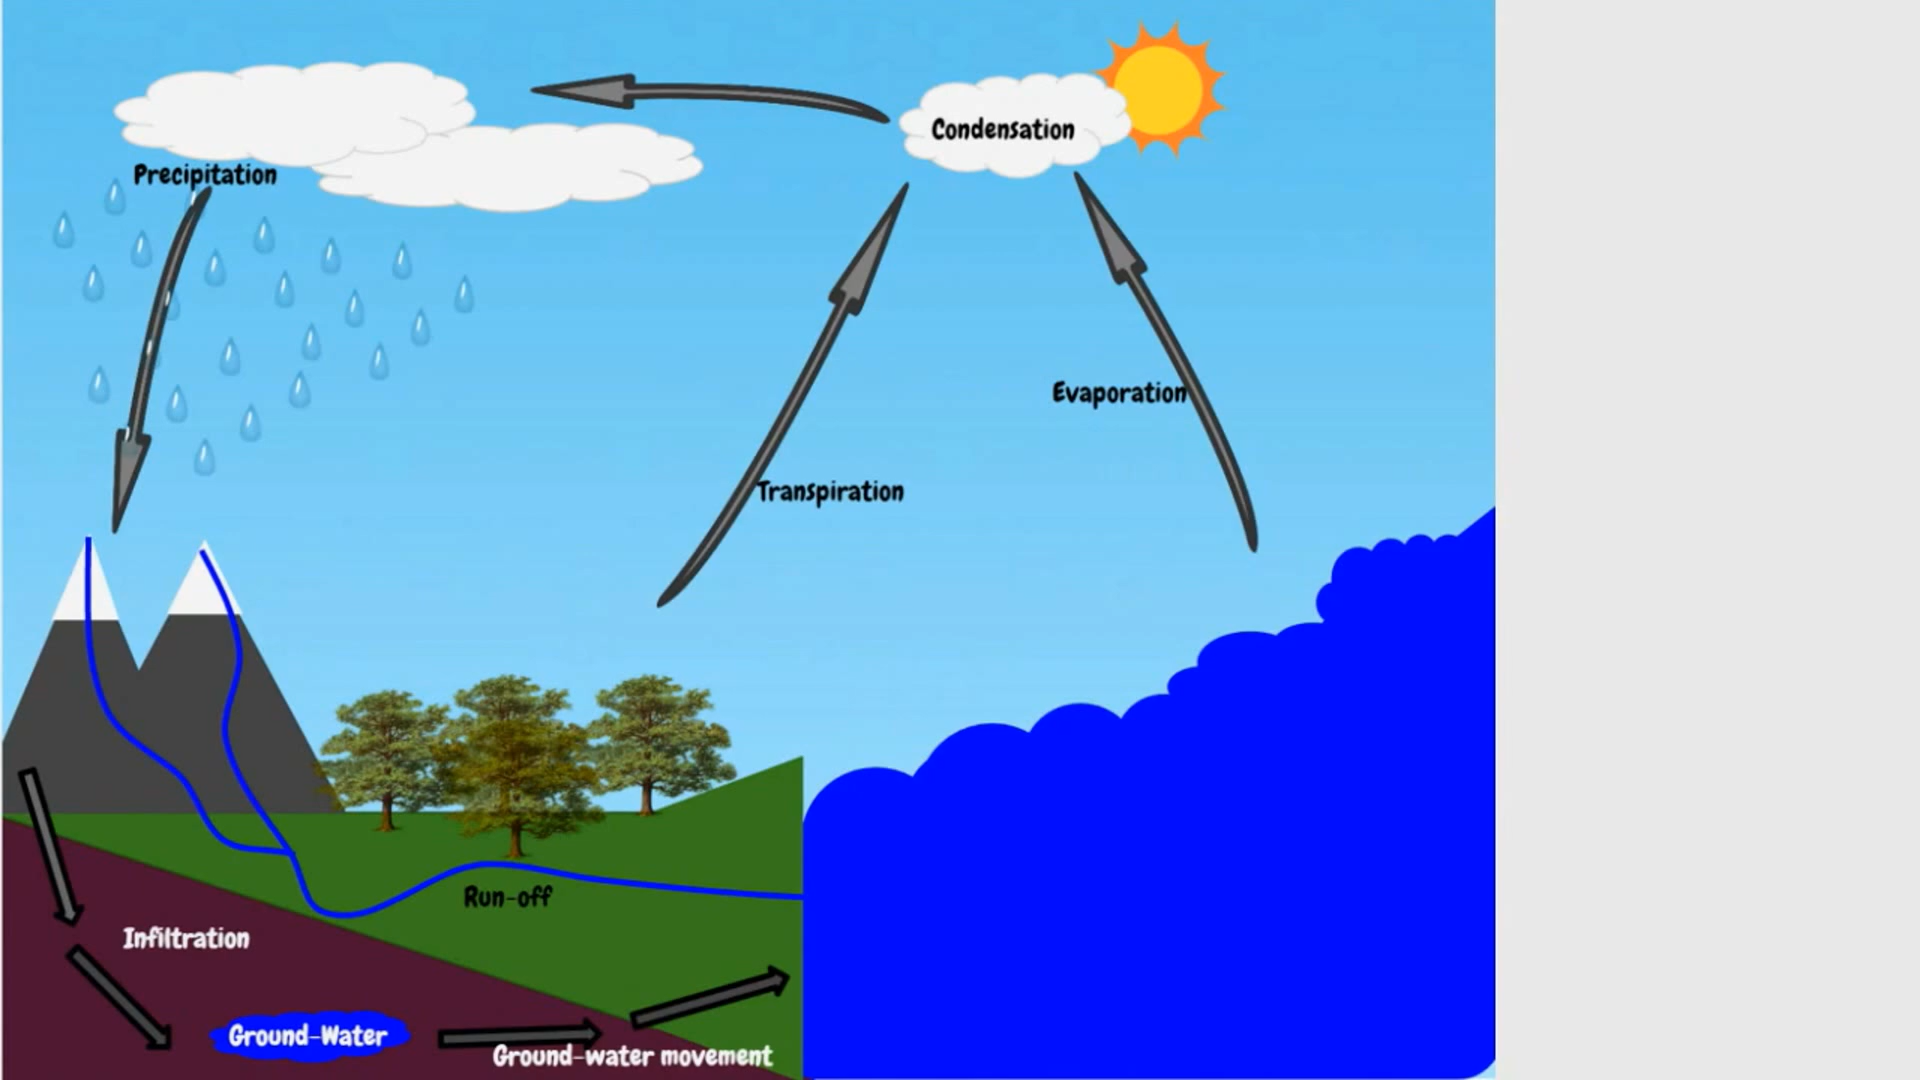 Condensation
Precipitation
Evaporation
Transpiration
Run-off
Infiltration
Ground-Water
Ground-water movement